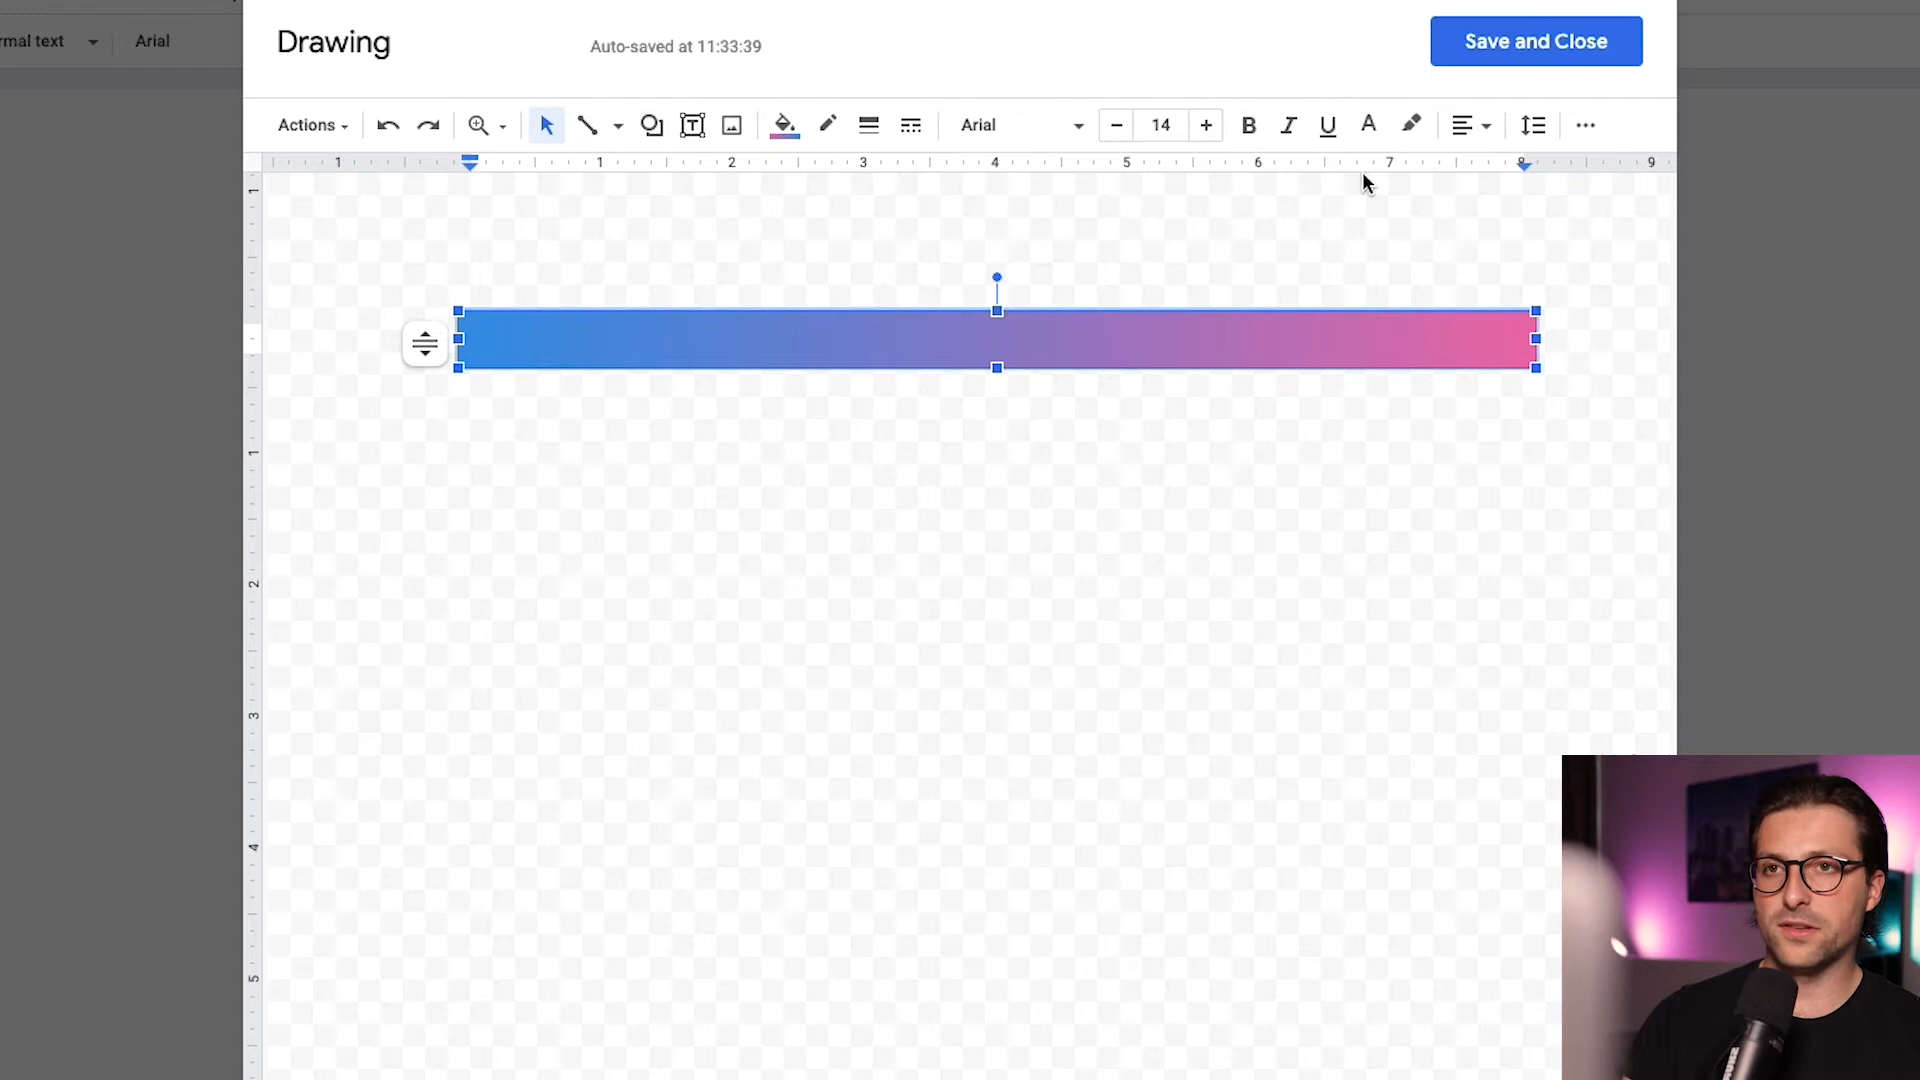 rmal text
Arial
Drawing
Auto-saved at 11:33:39
Save and Close
Actions
Arial
14
B I U A
1 1 2 3 4 5 6 7 8 9
1
1
2
3
4
5